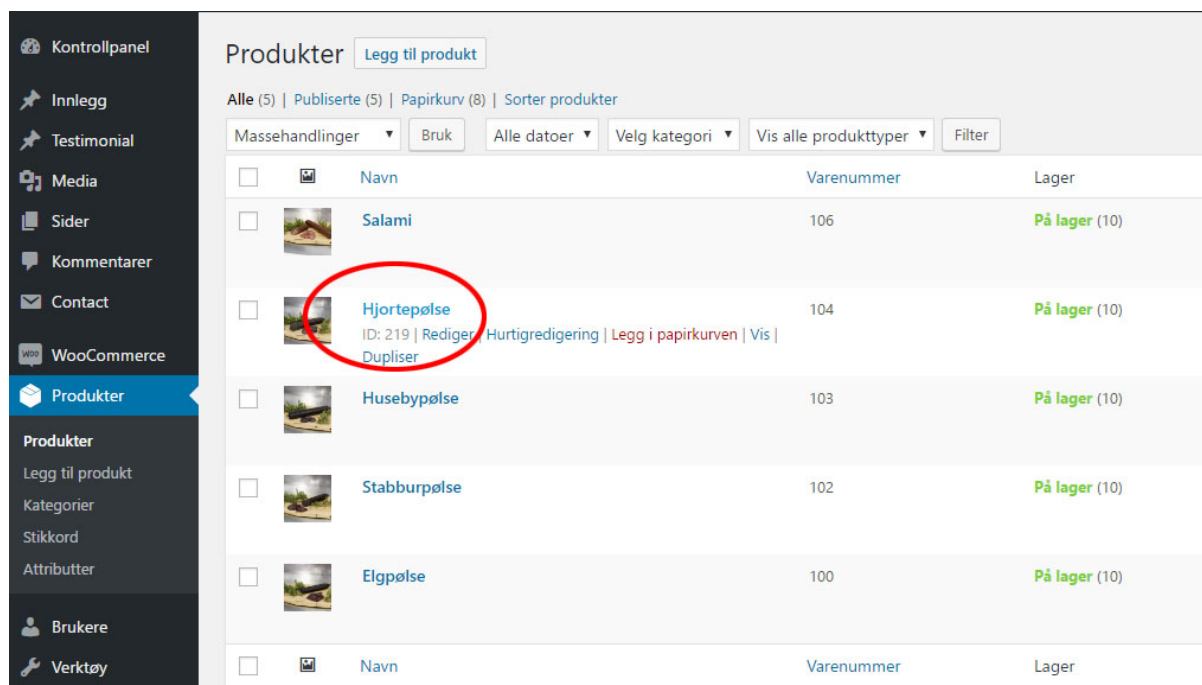 Kontrollpanel
Innlegg
Testimonial
Media
Sider
Kommentarer
Contact
WOO WooCommerce
Produkter
Produkter
Legg til produkt
Kategorier
Stikkord
Attributter
Brukere
Verktøy
Produkter Legg til produkt
Alle (5) | Publiserte (5) | Papirkurv (8) | Sorter produkter
Massehandlinger Bruk Alle datoer Velg kategori Vis alle produkttyper Filter
Navn Varenummer Lager
Salami 106 På lager (10)
Hjortepølse 104 På lager (10)
ID: 219 | Rediger | Hurtigredigering | Legg i papirkurven | Vis |
Dupliser
Husebypølse 103 På lager (10)
Stabburpølse 102 På lager (10)
Elgpølse 100 På lager (10)
Navn Varenummer Lager